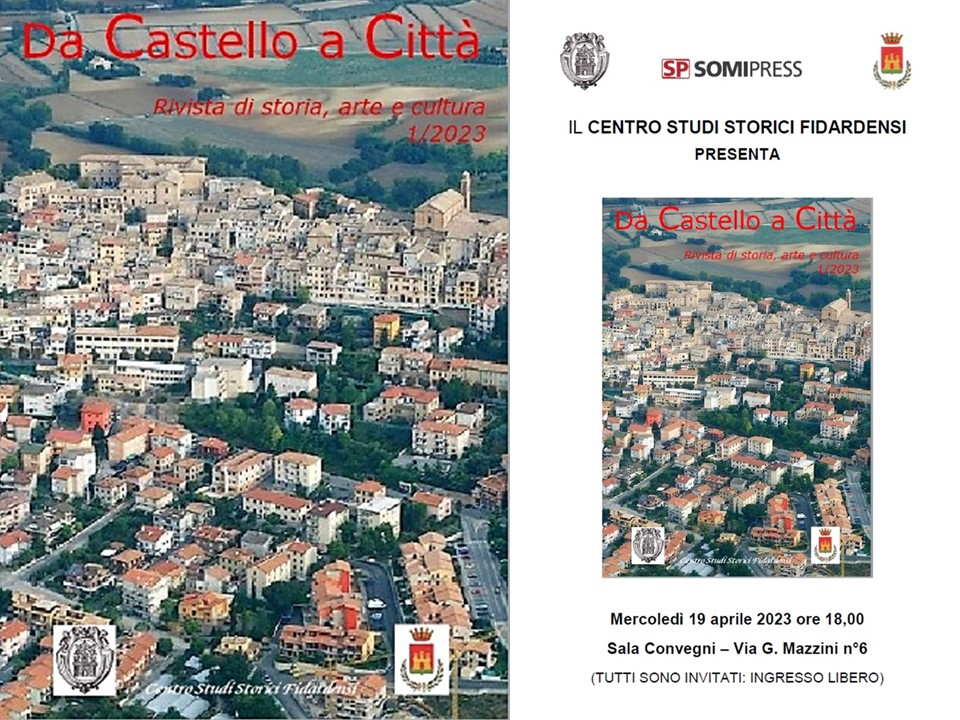 Da Castello a Città
Rivista di storia, arte e cultura
1/2023
Centro Studi Storici Fidardensi
SP SOMIPRESS
IL CENTRO STUDI STORICI FIDARDENSI
PRESENTA
Da Castello a Città
Rivista di storia, arte e cultura
1/2023
Centro Studi Storici Fidardensi
Mercoledì 19 aprile 2023 ore 18,00
Sala Convegni – Via G. Mazzini n°6
(TUTTI SONO INVITATI: INGRESSO LIBERO)